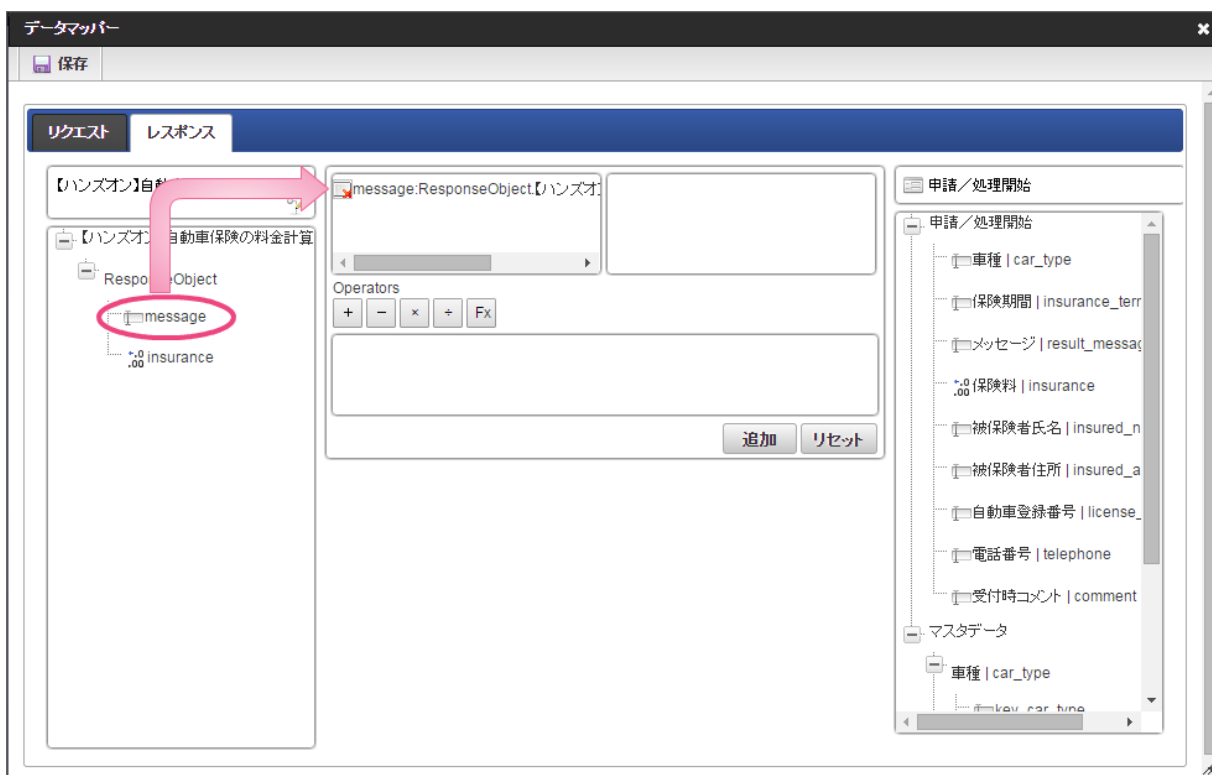 データマッパー
保存
リクエスト
レスポンス
【ハンズオン】自動
【ハンズオン】自動車保険の料金計算
ResponseObject
message
insurance
message:ResponseObject.【ハンズオン
Operators
+ − × ÷ Fx
追加
リセット
申請／処理開始
申請／処理開始
車種 | car_type
保険期間 | insurance_terr
メッセージ | result_messag
保険料 | insurance
被保険者氏名 | insured_n
被保険者住所 | insured_a
自動車登録番号 | license_
電話番号 | telephone
受付時コメント | comment
マスタデータ
車種 | car_type
key_car_type